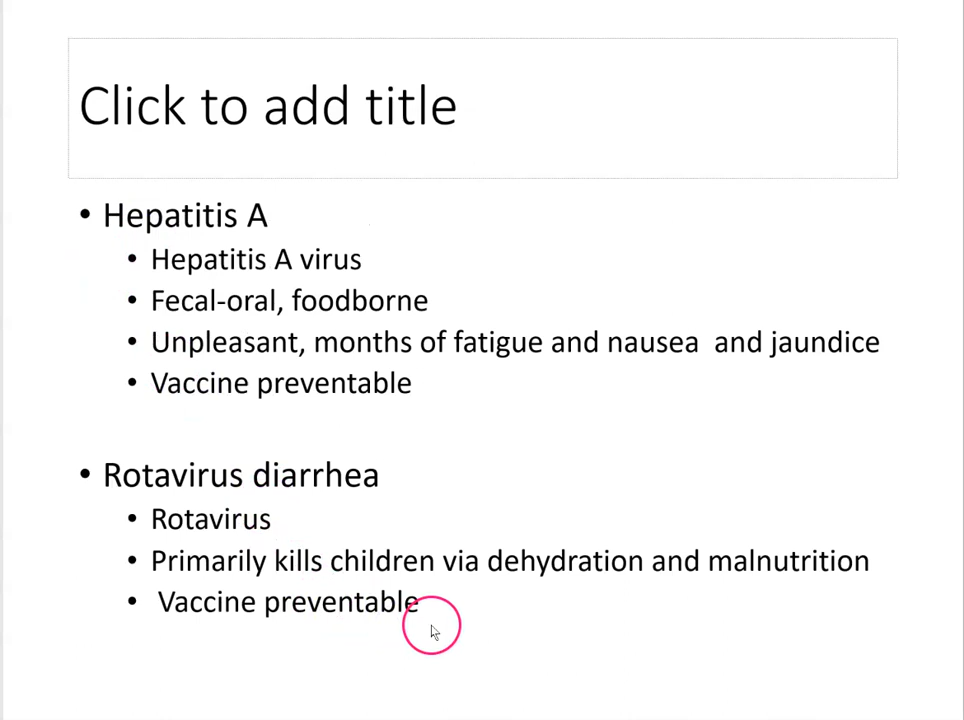 Click to add title
• Hepatitis A
• Hepatitis A virus
• Fecal-oral, foodborne
• Unpleasant, months of fatigue and nausea  and jaundice
• Vaccine preventable
• Rotavirus diarrhea
• Rotavirus
• Primarily kills children via dehydration and malnutrition
• Vaccine preventable